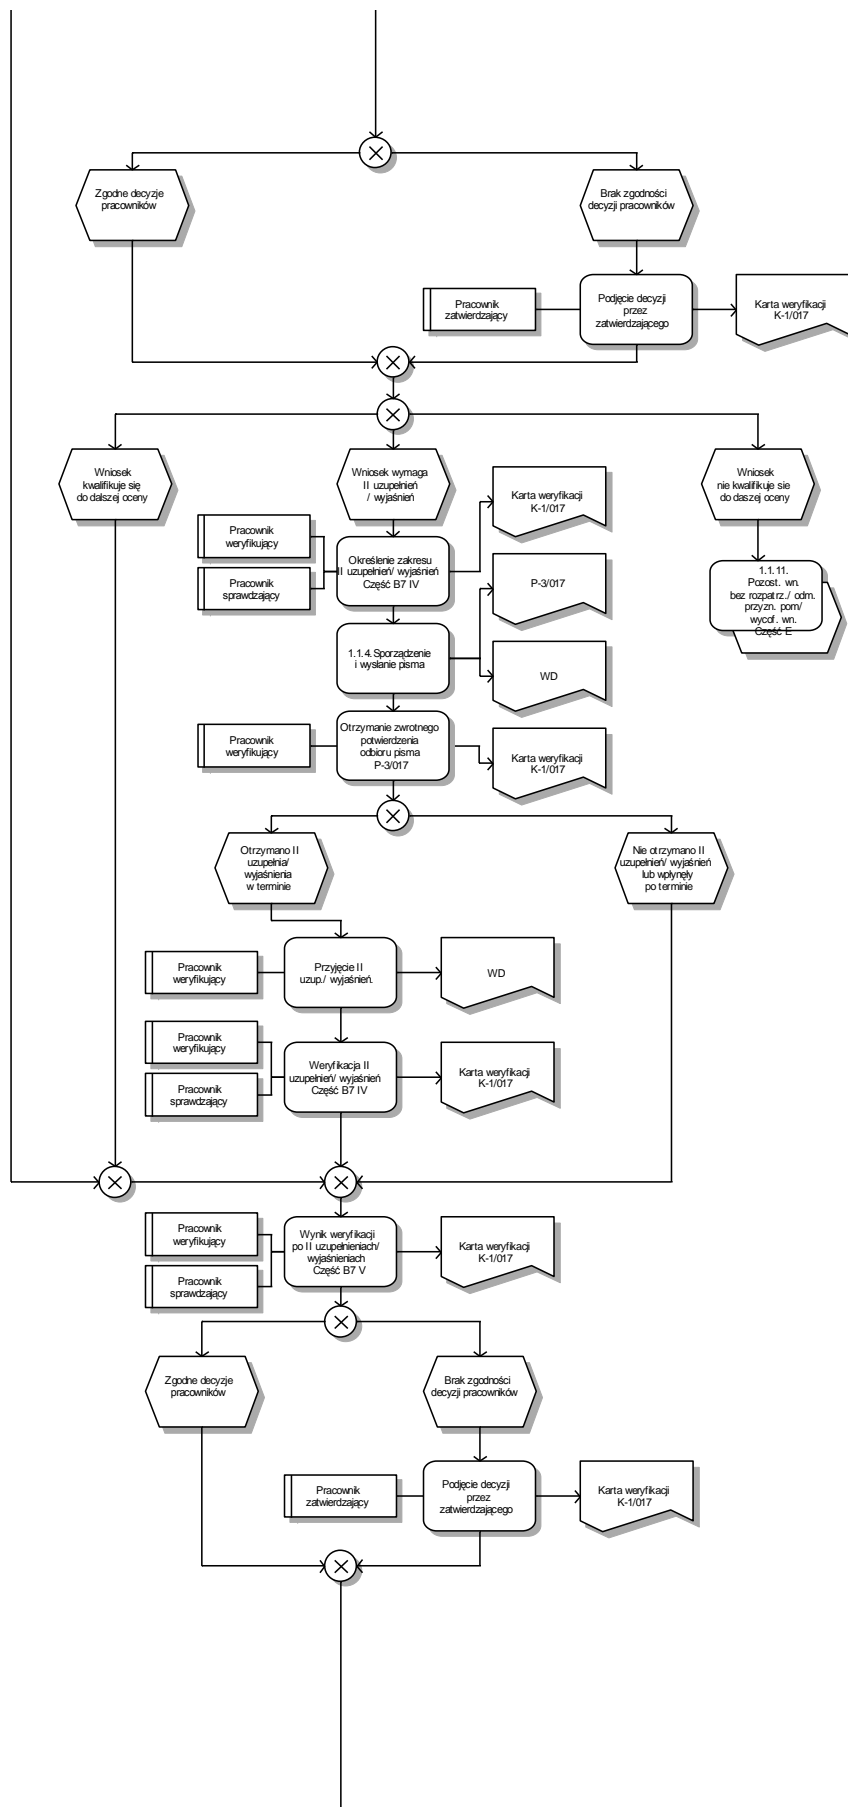 Zgodne decyzje
pracowników
Brak zgodności
decyzji pracowników
Pracownik
zatwierdzający
Podjęcie decyzji
przez
zatwierdzającego
Karta weryfikacji
K-1/017
Wniosek
kwalifikuje się
do dalszej oceny
Wniosek wymaga
II uzupełnień
/ wyjaśnień
Wniosek
nie kwalifikuje sie
do daszej oceny
Karta weryfikacji
K-1/017
Pracownik
weryfikujący
Pracownik
sprawdzający
Określenie zakresu
II uzupełnień/ wyjaśnień
Część B7 IV
P-3/017
1.1.11.
Pozost. wn.
bez rozpatrz./ odm.
przyzn. pom/
wycof. wn.
Część E
1.1.4.Sporządzenie
i wysłanie pisma
WD
Pracownik
weryfikujący
Otrzymanie zwrotnego
potwierdzenia
odbioru pisma
P-3/017
Karta weryfikacji
K-1/017
Otrzymano II
uzupełnia/
wyjaśnienia
w terminie
Nie otrzymano II
uzupełnień/ wyjaśnień
lub wpłynęły
po terminie
Pracownik
weryfikujący
Przyjęcie II
uzup./ wyjaśnień.
WD
Pracownik
weryfikujący
Pracownik
sprawdzający
Weryfikacja II
uzupełnień/ wyjaśnień
Część B7 IV
Karta weryfikacji
K-1/017
Pracownik
weryfikujący
Pracownik
sprawdzający
Wynik weryfikacji
po II uzupełnieniach/
wyjaśnieniach
Część B7 V
Karta weryfikacji
K-1/017
Zgodne decyzje
pracowników
Brak zgodności
decyzji pracowników
Pracownik
zatwierdzający
Podjęcie decyzji
przez
zatwierdzającego
Karta weryfikacji
K-1/017